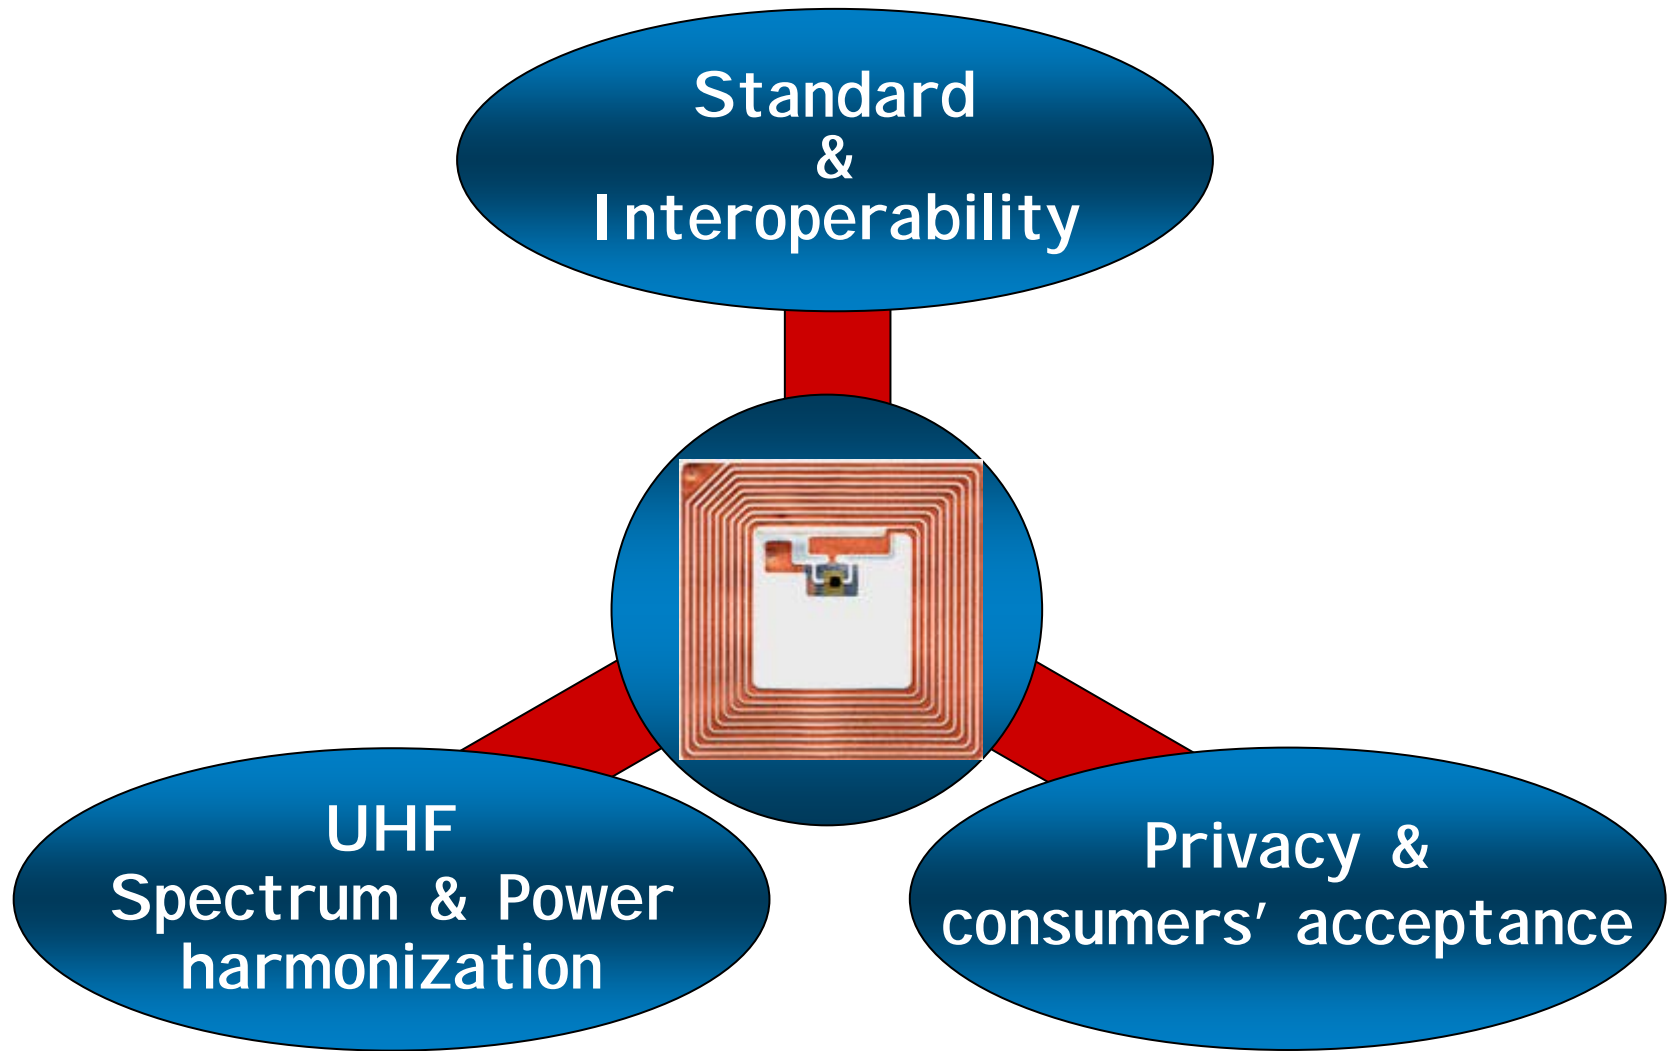 Standard
&
Interoperability
UHF
Spectrum & Power
harmonization
Privacy &
consumers' acceptance